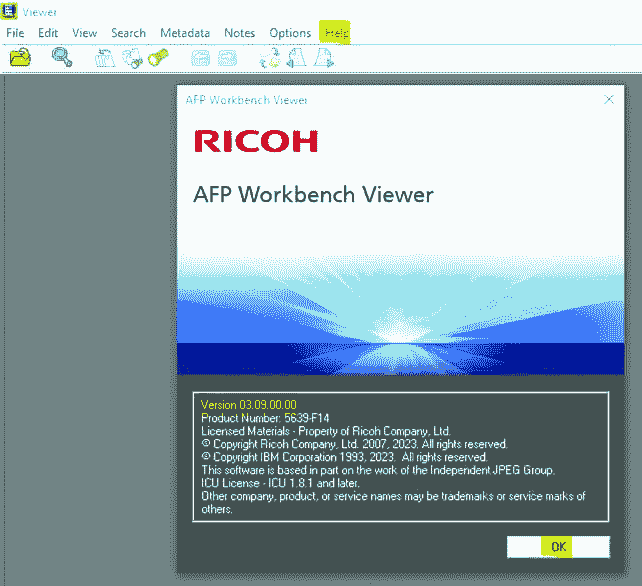 Viewer
File Edit View Search Metadata Notes Options Help
AFP Workbench Viewer
RICOH
AFP Workbench Viewer
Version 03.09.00.00
Product Number: 5639-F14
Licensed Materials - Property of Ricoh Company, Ltd.
© Copyright Ricoh Company, Ltd. 2007, 2023. All rights reserved.
© Copyright IBM Corporation 1993, 2023. All rights reserved.
This software is based in part on the work of the Independent JPEG Group.
ICU License - ICU 1.8.1 and later.
Other company, product, or service names may be trademarks or service marks of
others.
OK